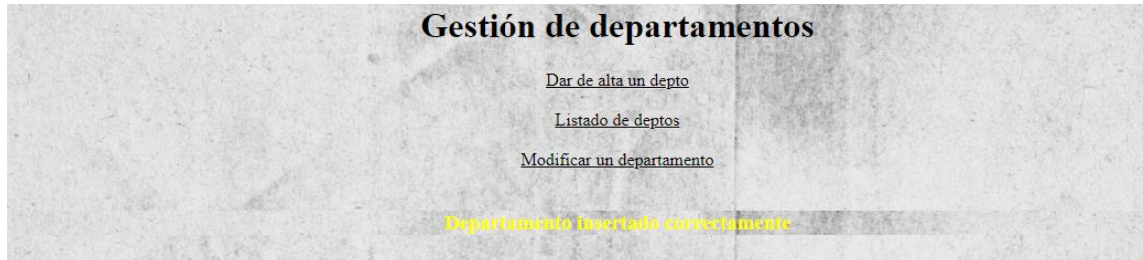 Gestión de departamentos
Dar de alta un depto
Listado de deptos
Modificar un departamento
Departamento insertado correctamente